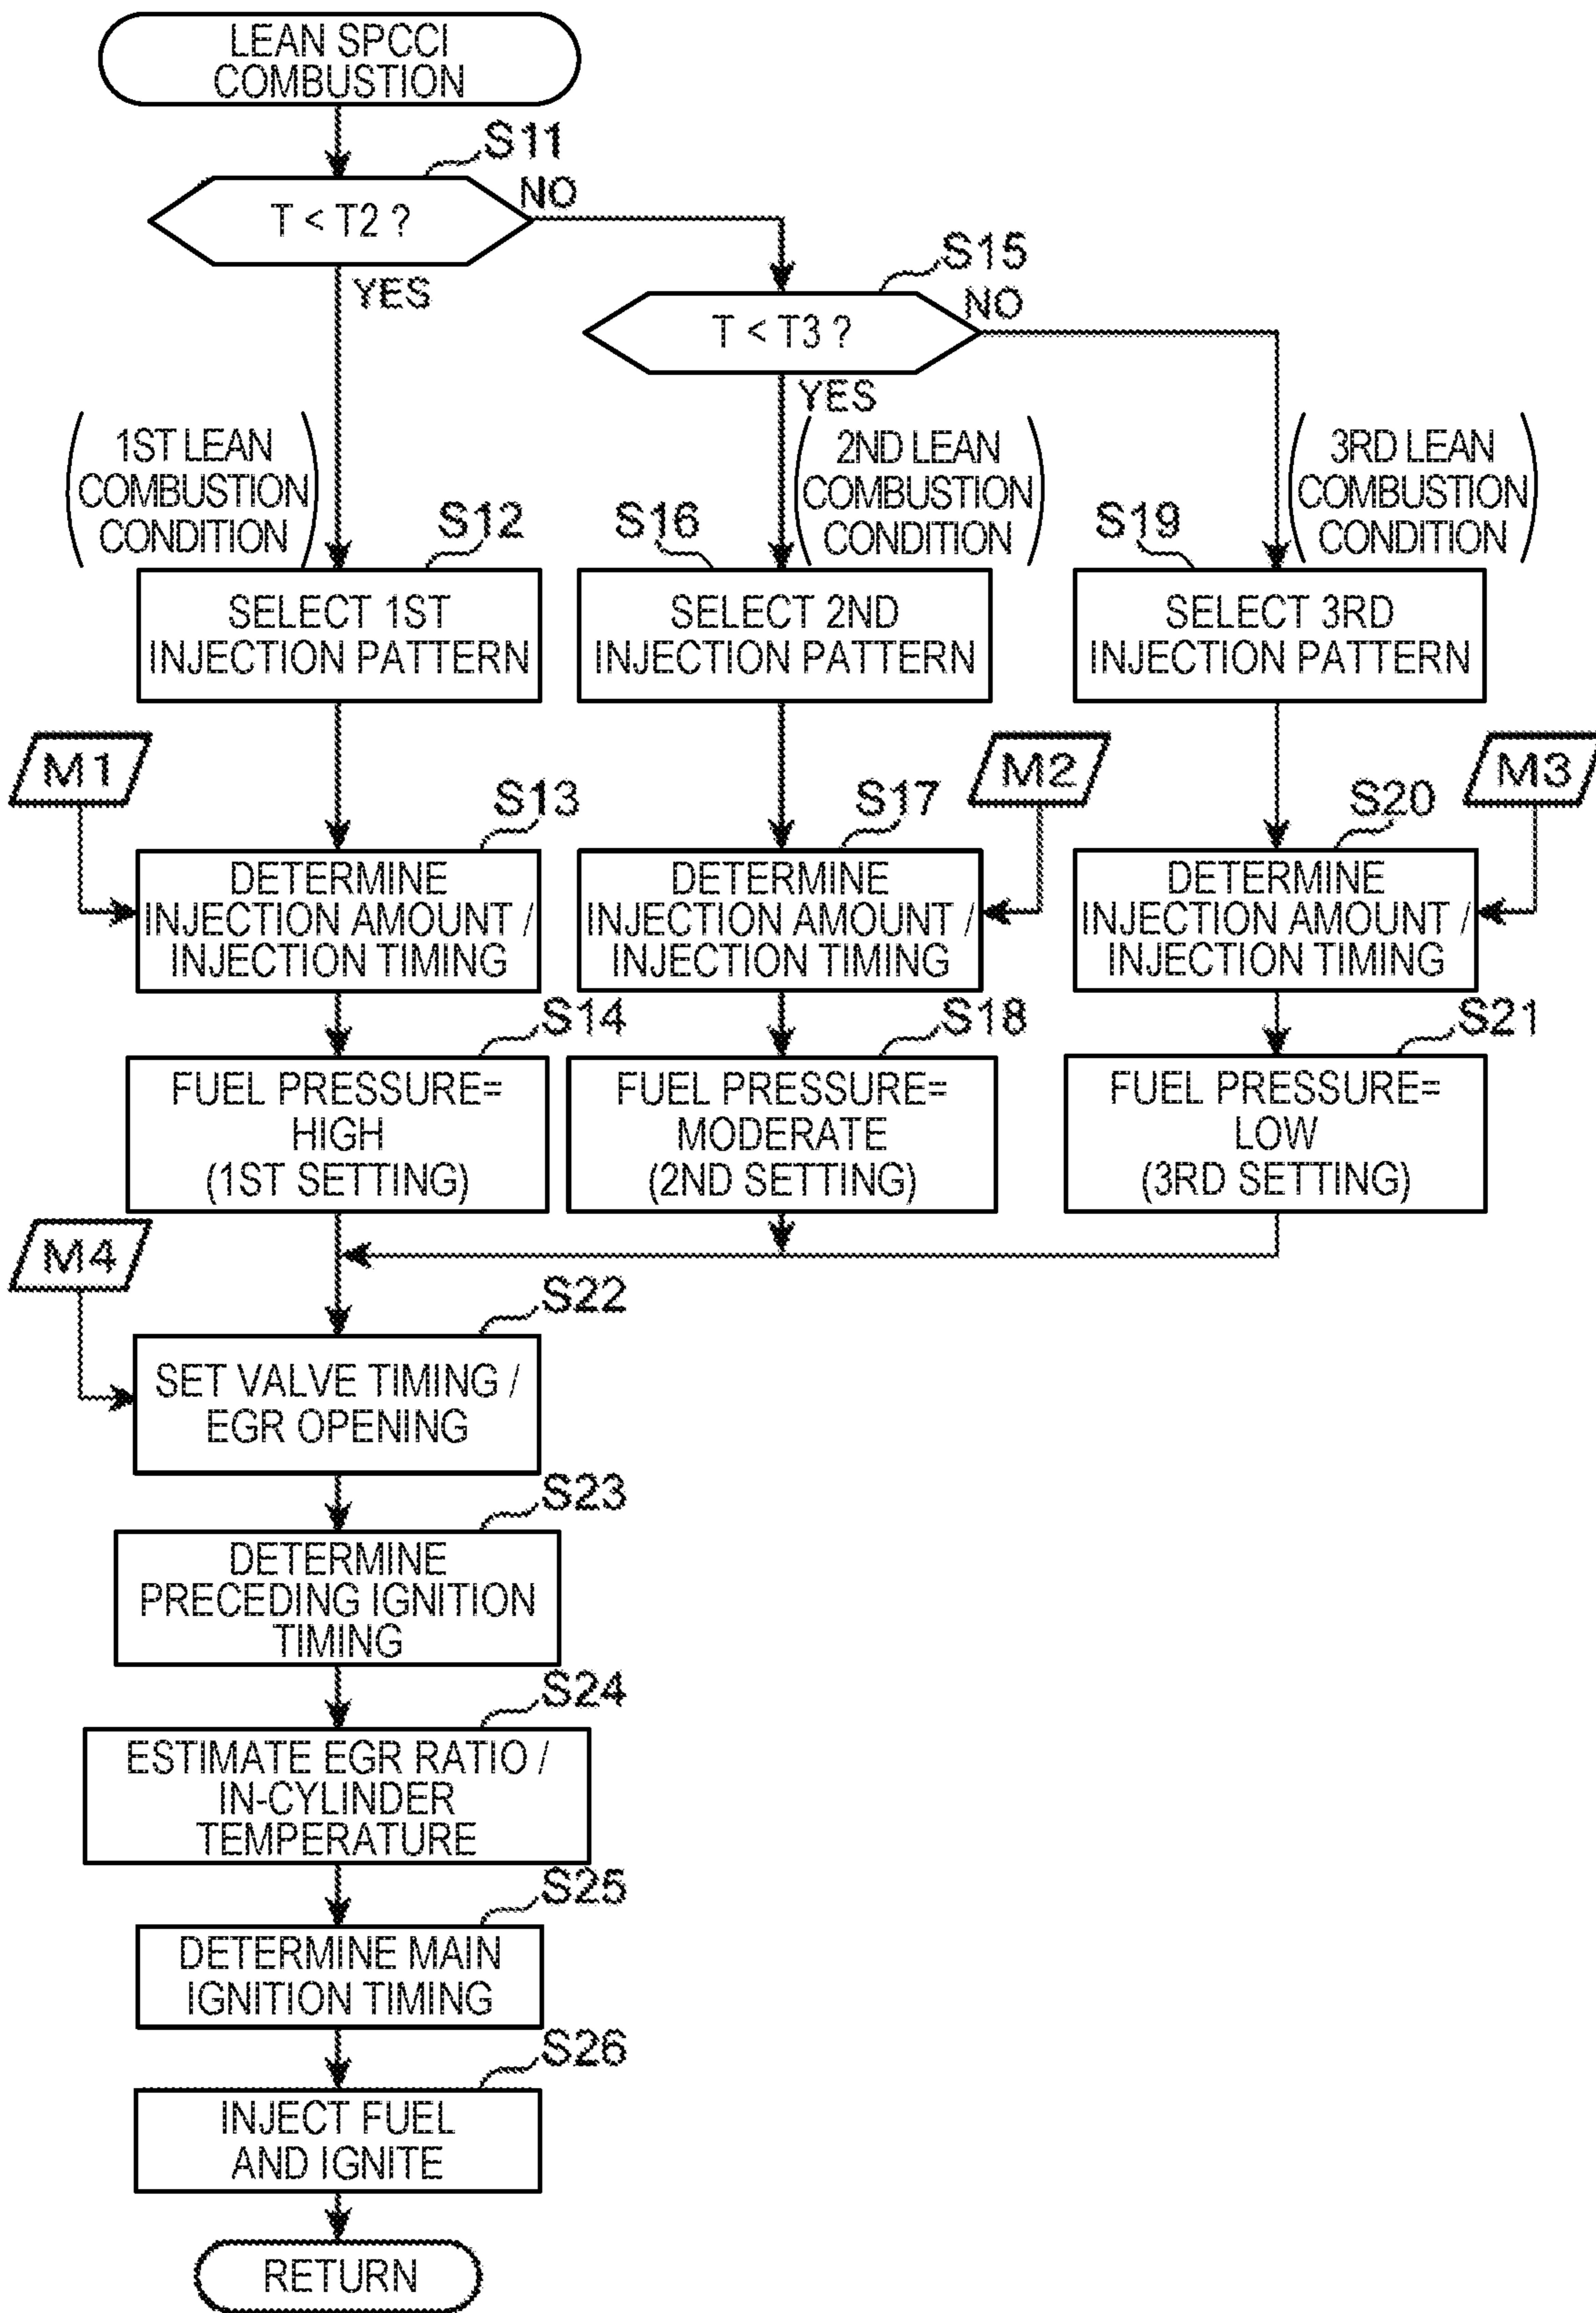 LEAN SPCCI
COMBUSTION
S11
T < T2 ?
NO
YES
S15
T < T3 ?
NO
YES
1ST LEAN
COMBUSTION
CONDITION
2ND LEAN
COMBUSTION
CONDITION
3RD LEAN
COMBUSTION
CONDITION
S12
SELECT 1ST
INJECTION PATTERN
S16
SELECT 2ND
INJECTION PATTERN
S19
SELECT 3RD
INJECTION PATTERN
M1
S13
DETERMINE
INJECTION AMOUNT /
INJECTION TIMING
M2
S17
DETERMINE
INJECTION AMOUNT /
INJECTION TIMING
M3
S20
DETERMINE
INJECTION AMOUNT /
INJECTION TIMING
S14
FUEL PRESSURE=
HIGH
(1ST SETTING)
S18
FUEL PRESSURE=
MODERATE
(2ND SETTING)
S21
FUEL PRESSURE=
LOW
(3RD SETTING)
M4
S22
SET VALVE TIMING /
EGR OPENING
S23
DETERMINE
PRECEDING IGNITION
TIMING
S24
ESTIMATE EGR RATIO /
IN-CYLINDER
TEMPERATURE
S25
DETERMINE MAIN
IGNITION TIMING
S26
INJECT FUEL
AND IGNITE
RETURN